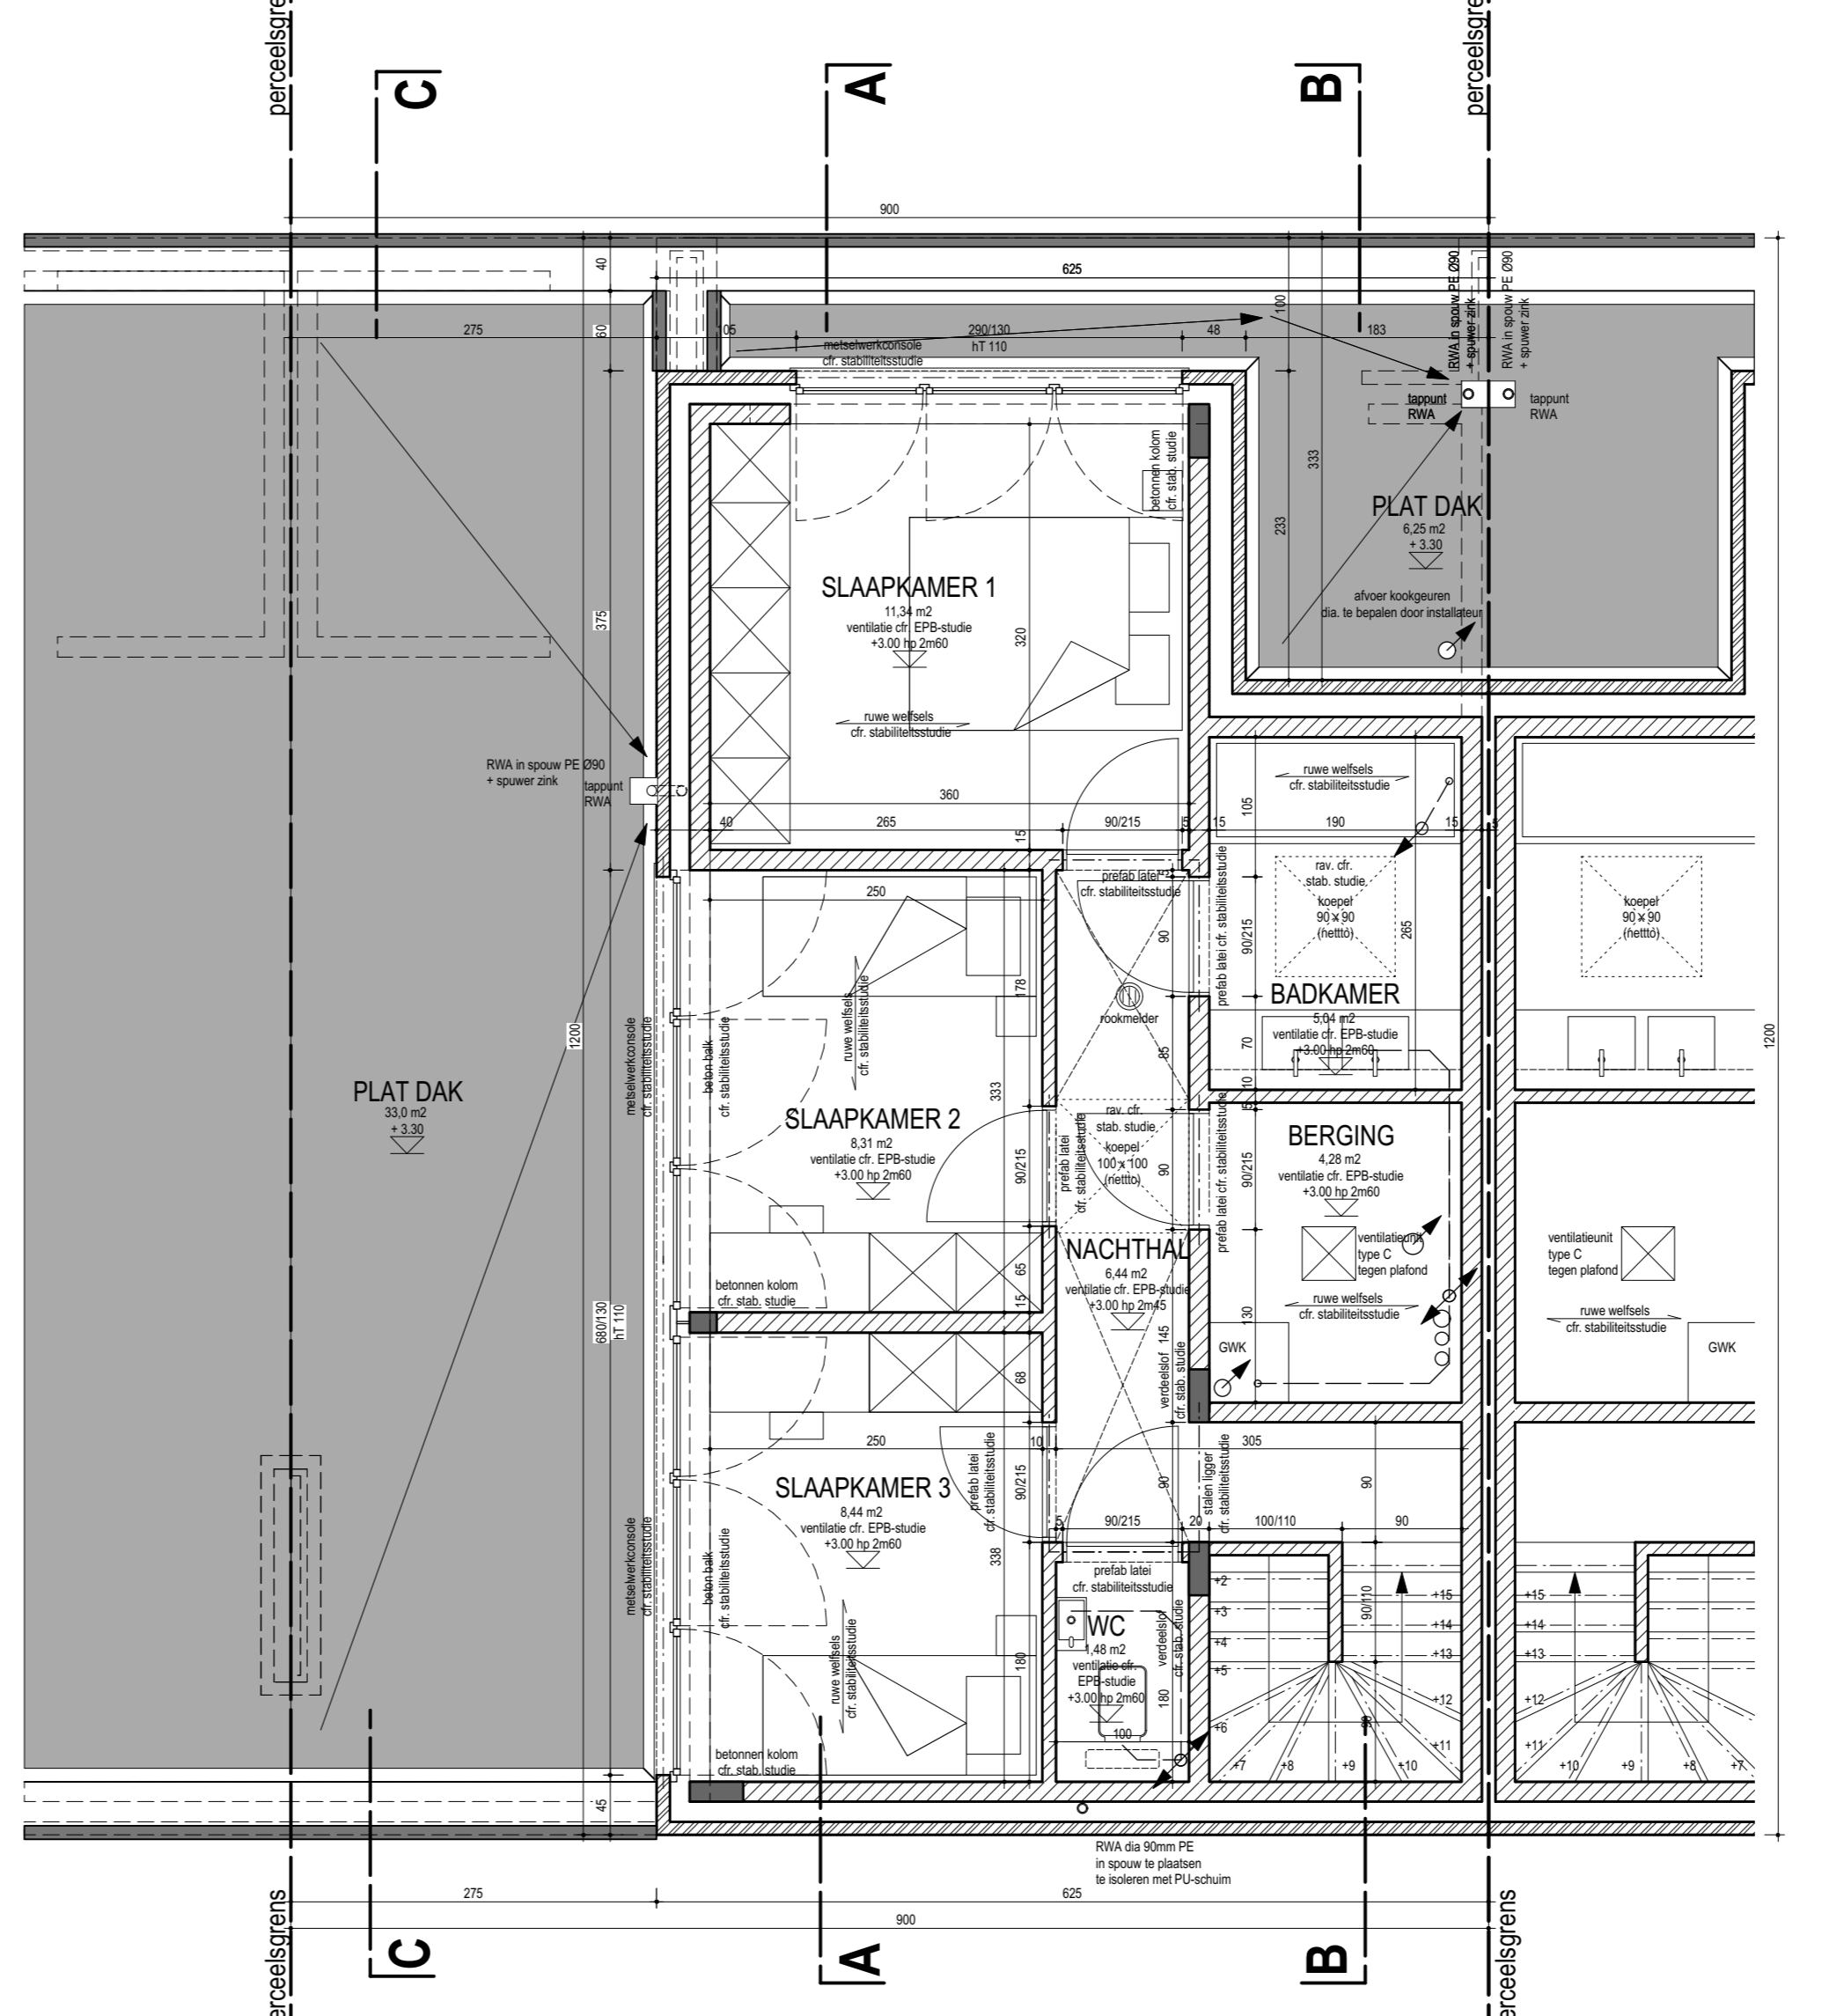 perceelsgre
perceelsgre
C
A
B
900
40
625
60
275
105
290/130
hT 110
48
183
100
metselwerkconsole
cfr. stabiliteitsstudie
RWA in spouw PE Ø90
+ spuwer zink
RWA in spouw PE Ø90
+ spuwer zink
tappunt
RWA
tappunt
RWA
betonnen kolom
cfr. stab. studie
333
233
PLAT DAK
6,25 m2
+ 3.30
afvoer kookgeuren
dia. te bepalen door installateur
SLAAPKAMER 1
11,34 m2
ventilatie cfr. EPB-studie
+3.00 hp 2m60
320
375
ruwe welfsels
cfr. stabiliteitsstudie
RWA in spouw PE Ø90
+ spuwer zink
tappunt
RWA
360
40
265
15
90/215
5
15
190
15
5
ruwe welfsels
cfr. stabiliteitsstudie
105
prefab latei
cfr. stabiliteitsstudie
250
rav. cfr.
stab. studie
koepel
90 x 90
(nettto)
koepel
90 x 90
(nettto)
265
90
90/215
prefab latei cfr. stabiliteitsstudie
178
ruwe welfsels
cfr. stabiliteitsstudie
rookmelder
BADKAMER
5,04 m2
ventilatie cfr. EPB-studie
+3.00 hp 2m60
1200
1200
metselwerkconsole
cfr. stabiliteitsstudie
beton balk
cfr. stabiliteitsstudie
85
70
10
5
333
PLAT DAK
33,0 m2
+ 3.30
SLAAPKAMER 2
8,31 m2
ventilatie cfr. EPB-studie
+3.00 hp 2m60
90/215
prefab latei
cfr. stabiliteitsstudie
rav. cfr.
stab. studie
koepel
100 x 100
(nettto)
90
prefab latei cfr. stabiliteitsstudie
90/215
BERGING
4,28 m2
ventilatie cfr. EPB-studie
+3.00 hp 2m60
ventilatieunit
type C
tegen plafond
ventilatieunit
type C
tegen plafond
NACHTHAL
6,44 m2
ventilatie cfr. EPB-studie
+3.00 hp 2m45
65
15
betonnen kolom
cfr. stab. studie
680/130
hT 110
ruwe welfsels
cfr. stabiliteitsstudie
ruwe welfsels
cfr. stabiliteitsstudie
130
GWK
GWK
68
145
verdeelslof
cfr. stab. studie
250
10
305
SLAAPKAMER 3
8,44 m2
ventilatie cfr. EPB-studie
+3.00 hp 2m60
prefab latei
cfr. stabiliteitsstudie
90/215
90
stalen ligger
cfr. stabiliteitsstudie
90
5
90/215
20
100/110
90
metselwerkconsole
cfr. stabiliteitsstudie
beton balk
cfr. stabiliteitsstudie
338
prefab latei
cfr. stabiliteitsstudie
WC
1,48 m2
ventilatie cfr.
EPB-studie
+3.00 hp 2m60
verdeelslof
cfr. stab. studie
180
180
100
ruwe welfsels
cfr. stabiliteitsstudie
90/110
90
+2
+3
+4
+5
+6
+7
+8
+9
+10
+11
+12
+13
+14
+15
+15
+14
+13
+12
+11
+10
+9
+8
+7
betonnen kolom
cfr. stab. studie
45
RWA dia 90mm PE
in spouw te plaatsen
te isoleren met PU-schuim
275
625
900
erceelsgrens
erceelsgrens
C
A
B